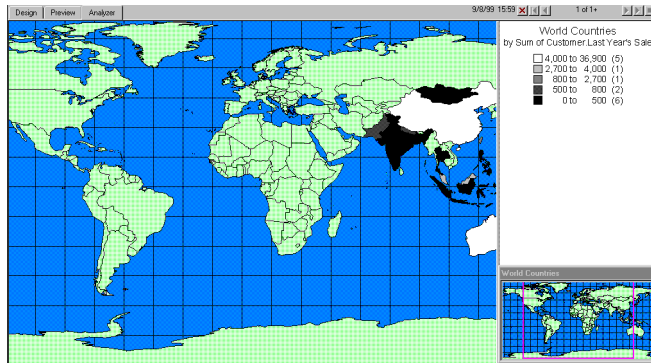 Design Preview Analyzer 9/8/99 15:59 1 of 1+
World Countries
by Sum of Customer.Last Year's Sale
4,000 to 36,900 (5)
2,700 to 4,000 (1)
800 to 2,700 (1)
500 to 800 (2)
0 to 500 (6)
World Countries